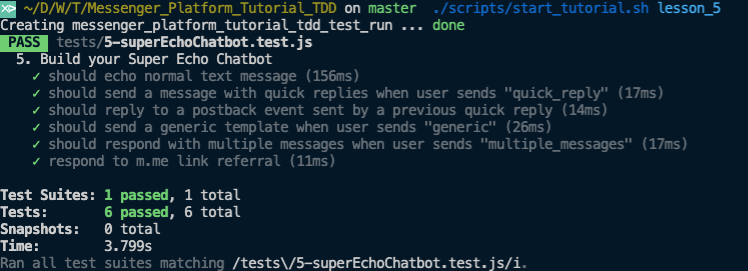 ~/D/W/T/Messenger_Platform_Tutorial_TDD on master ./scripts/start_tutorial.sh lesson_5
Creating messenger_platform_tutorial_tdd_test_run ... done
PASS tests/5-superEchoChatbot.test.js
5. Build your Super Echo Chatbot
✓ should echo normal text message (156ms)
✓ should send a message with quick replies when user sends "quick_reply" (17ms)
✓ should reply to a postback event sent by a previous quick reply (14ms)
✓ should send a generic template when user sends "generic" (26ms)
✓ should respond with multiple messages when user sends "multiple_messages" (17ms)
✓ respond to m.me link referral (11ms)
Test Suites: 1 passed, 1 total
Tests: 6 passed, 6 total
Snapshots: 0 total
Time: 3.799s
Ran all test suites matching /tests\/5-superEchoChatbot.test.js/i.